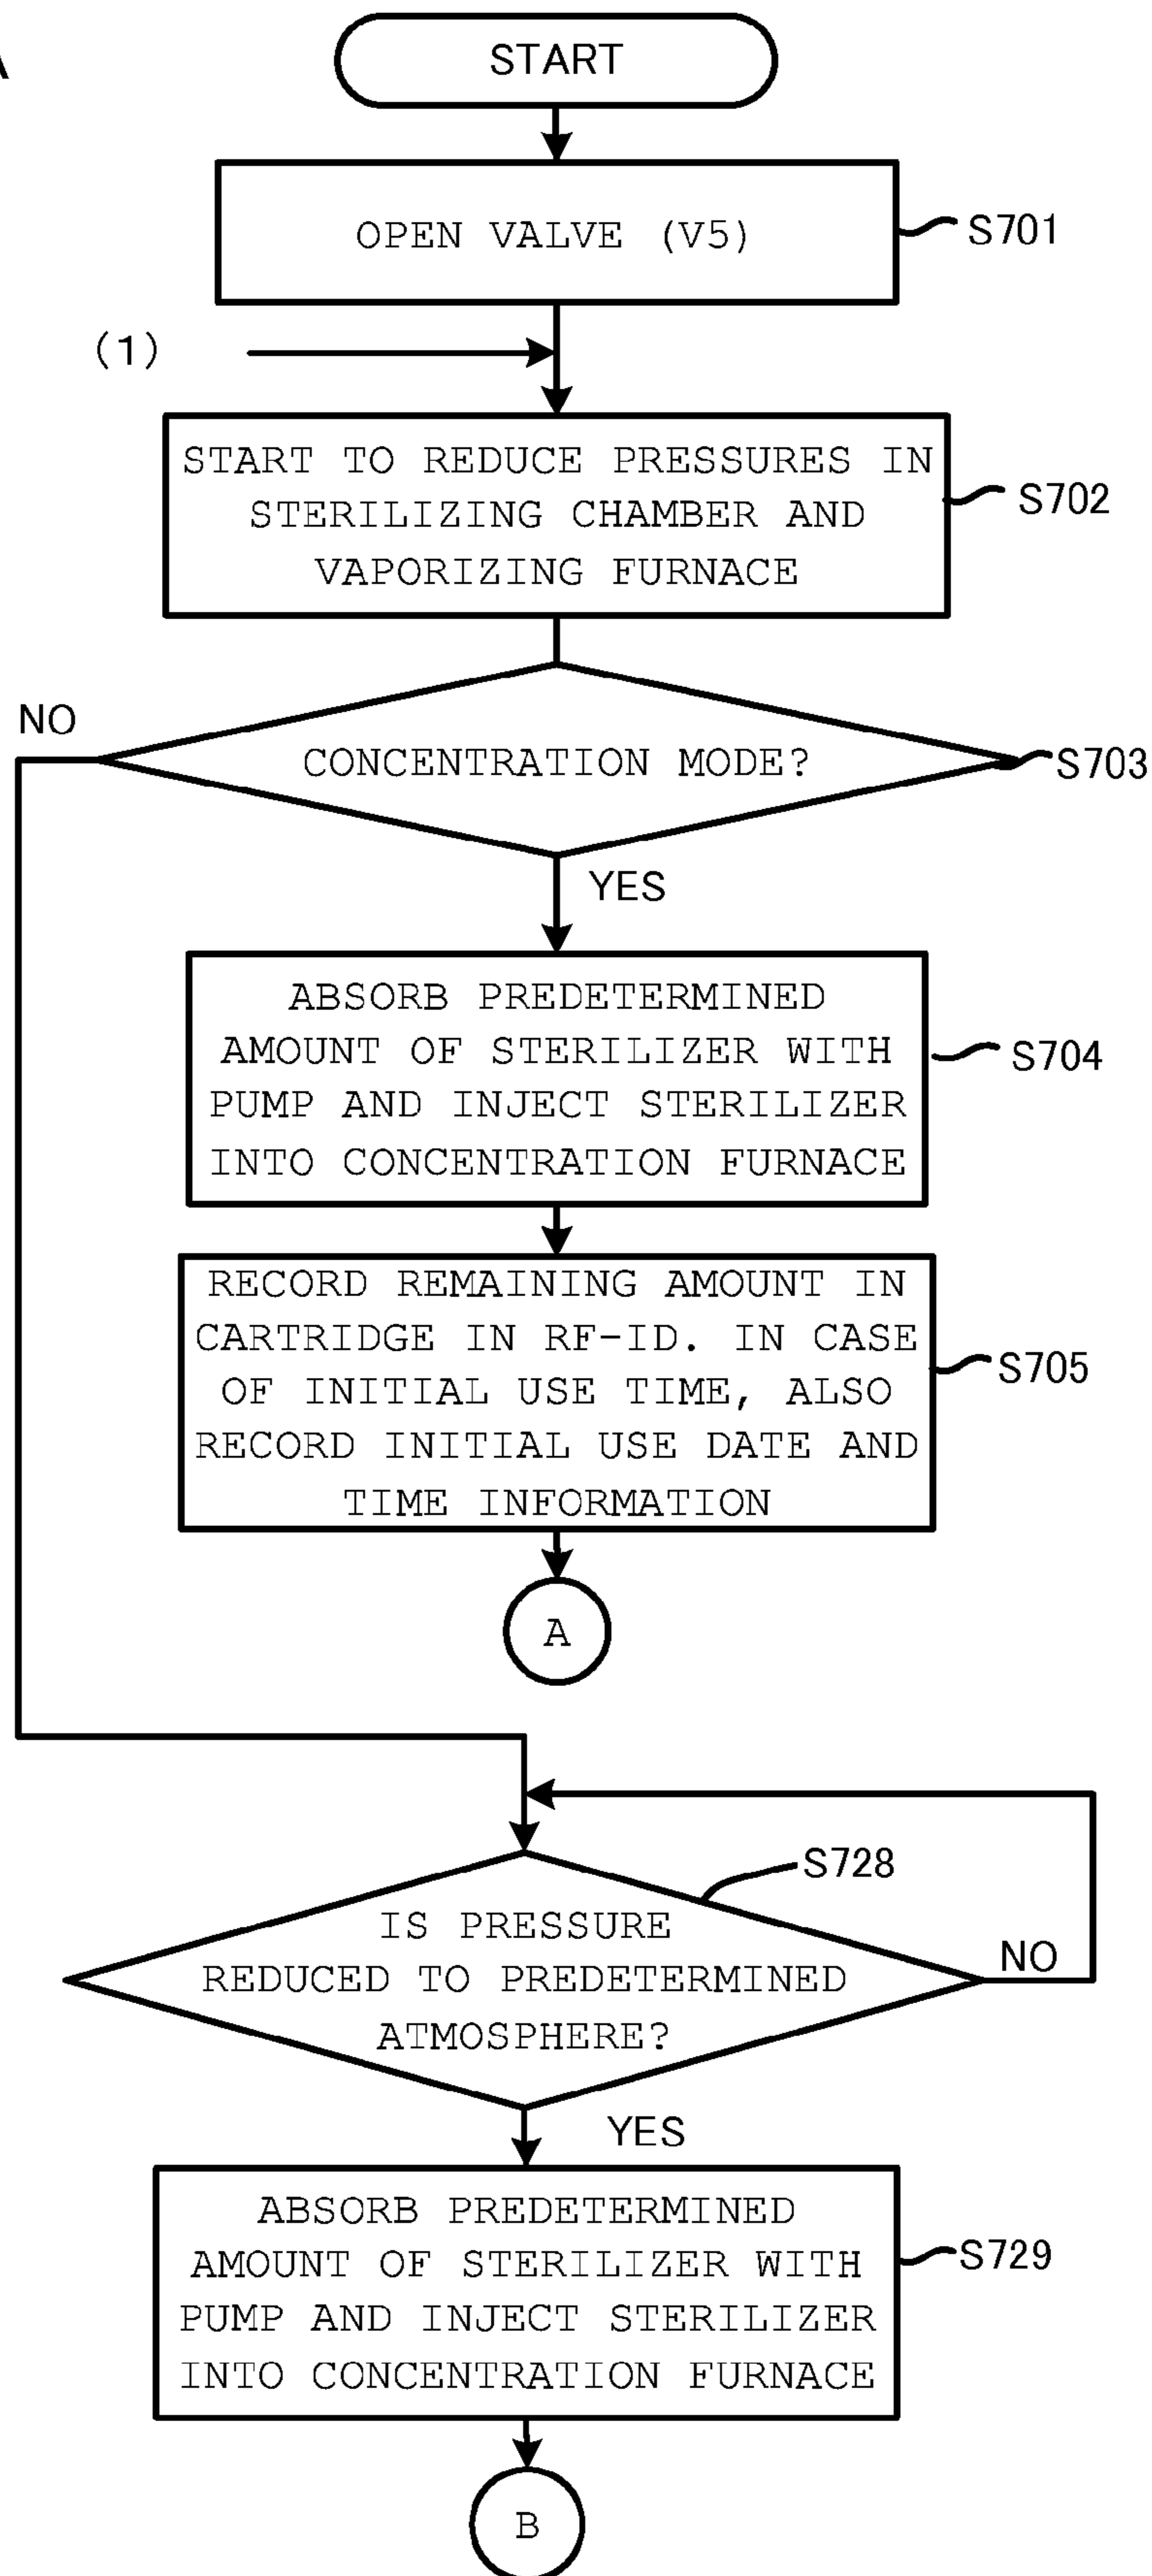 A
START
OPEN VALVE (V5)
S701
(1)
START TO REDUCE PRESSURES IN
STERILIZING CHAMBER AND
VAPORIZING FURNACE
S702
NO
CONCENTRATION MODE?
S703
YES
ABSORB PREDETERMINED
AMOUNT OF STERILIZER WITH
PUMP AND INJECT STERILIZER
INTO CONCENTRATION FURNACE
S704
RECORD REMAINING AMOUNT IN
CARTRIDGE IN RF-ID. IN CASE
OF INITIAL USE TIME, ALSO
RECORD INITIAL USE DATE AND
TIME INFORMATION
S705
A
S728
IS PRESSURE
REDUCED TO PREDETERMINED
ATMOSPHERE?
NO
YES
ABSORB PREDETERMINED
AMOUNT OF STERILIZER WITH
PUMP AND INJECT STERILIZER
INTO CONCENTRATION FURNACE
S729
B